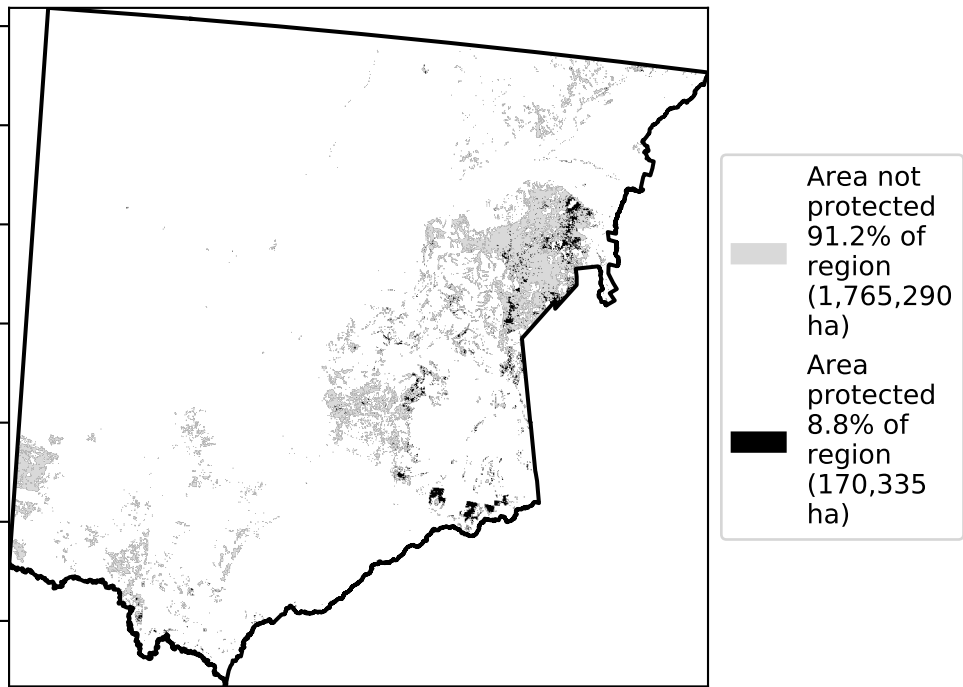 Area not
protected
91.2% of
region
(1,765,290
ha)
Area
protected
8.8% of
region
(170,335
ha)